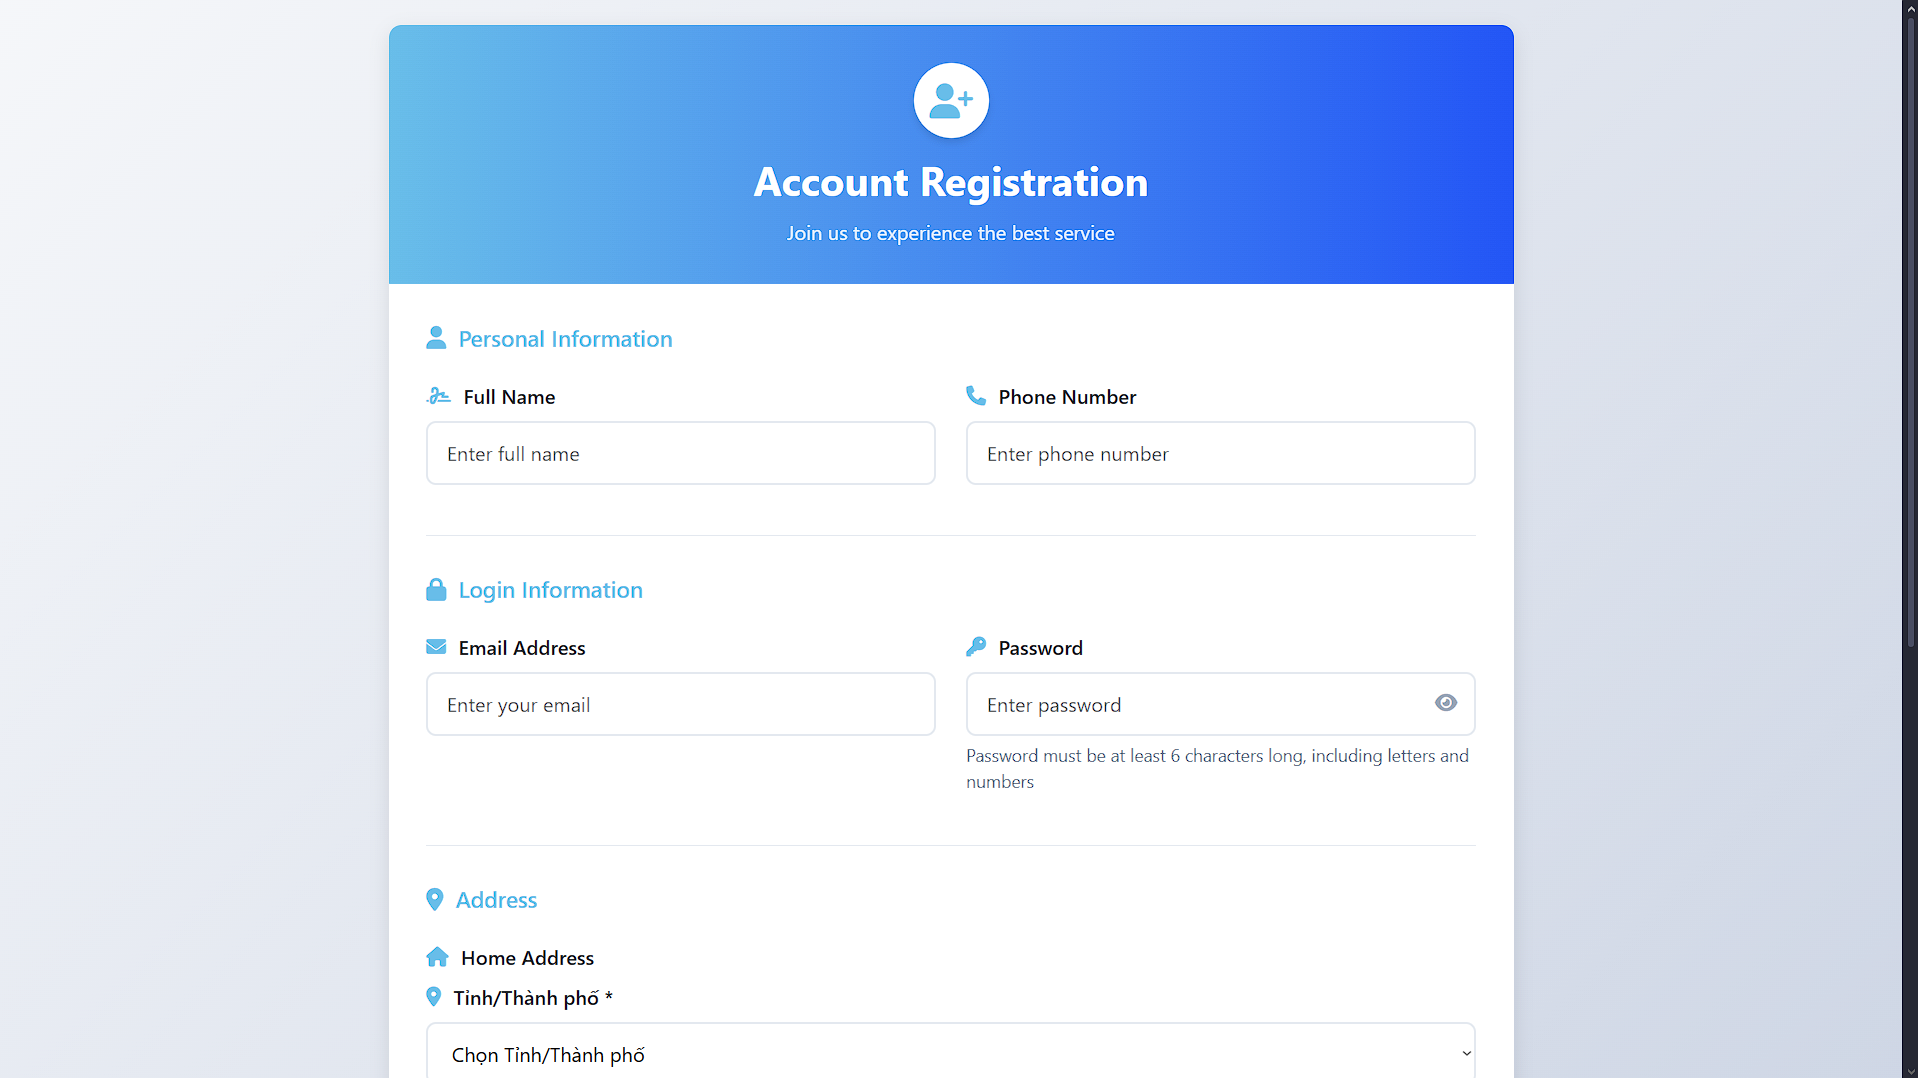 Account Registration
Join us to experience the best service
Personal Information
Full Name
Phone Number
Enter full name
Enter phone number
Login Information
Email Address
Password
Enter your email
Enter password
Password must be at least 6 characters long, including letters and
numbers
Address
Home Address
Tỉnh/Thành phố *
Chọn Tỉnh/Thành phố